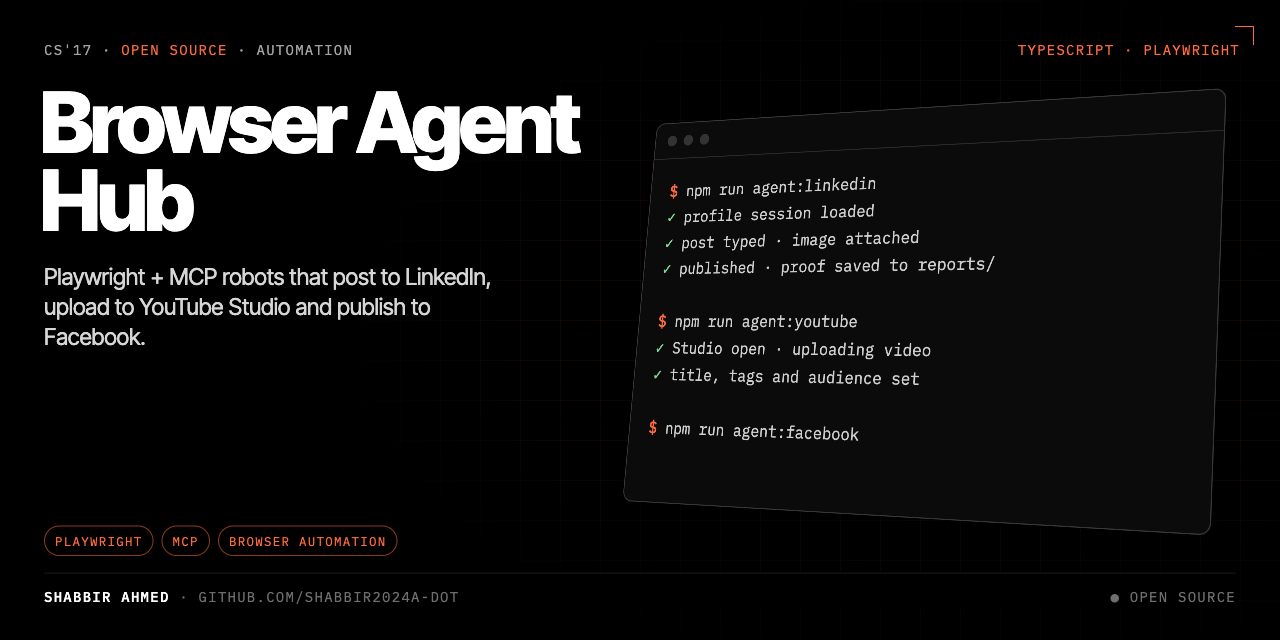 CS'17 · OPEN SOURCE · AUTOMATION
TYPESCRIPT · PLAYWRIGHT
Browser Agent
Hub
Playwright + MCP robots that post to LinkedIn,
upload to YouTube Studio and publish to
Facebook.
$ npm run agent:linkedin
✓ profile session loaded
✓ post typed · image attached
✓ published · proof saved to reports/
$ npm run agent:youtube
✓ Studio open · uploading video
✓ title, tags and audience set
$ npm run agent:facebook
PLAYWRIGHT MCP BROWSER AUTOMATION
SHABBIR AHMED · GITHUB.COM/SHABBIR2024A-DOT
● OPEN SOURCE